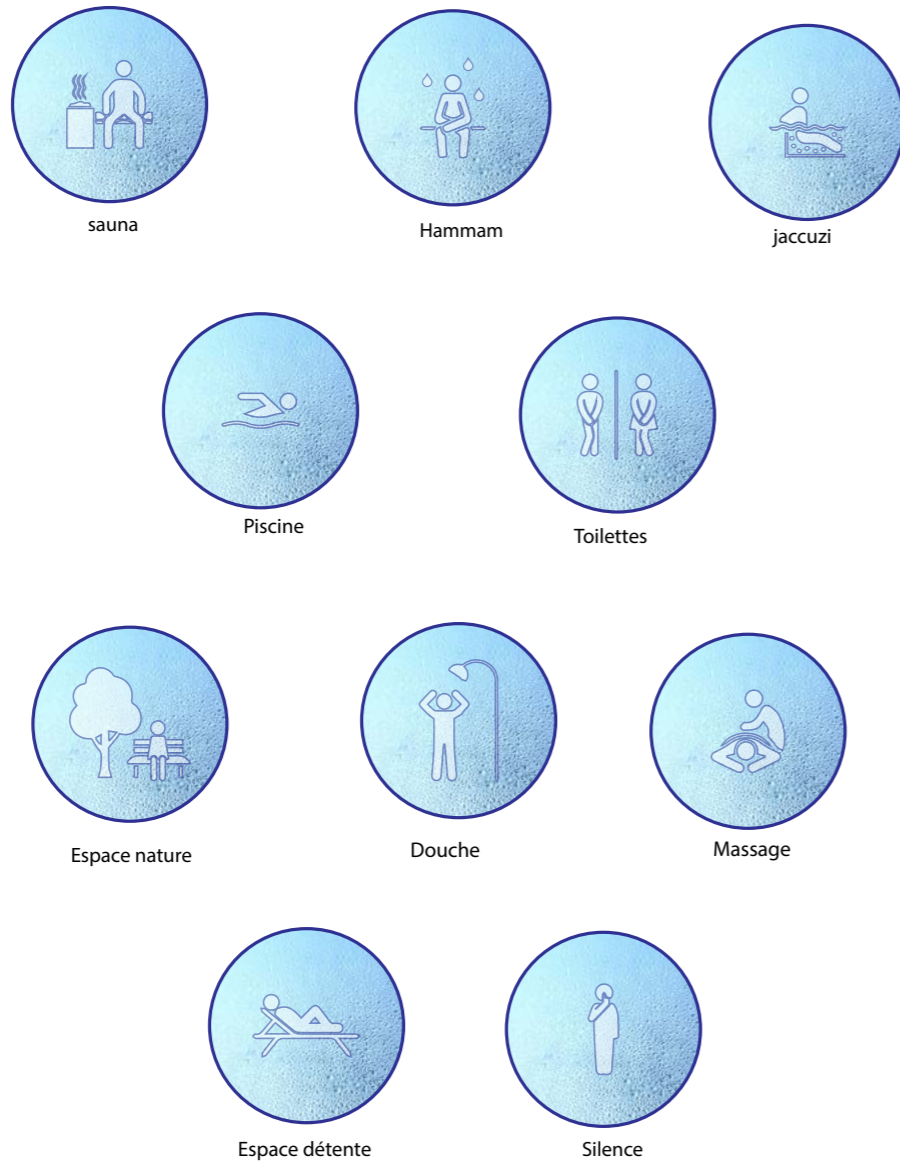 sauna
Hammam
jaccuzi
Piscine
Toilettes
Espace nature
Douche
Massage
Espace détente
Silence